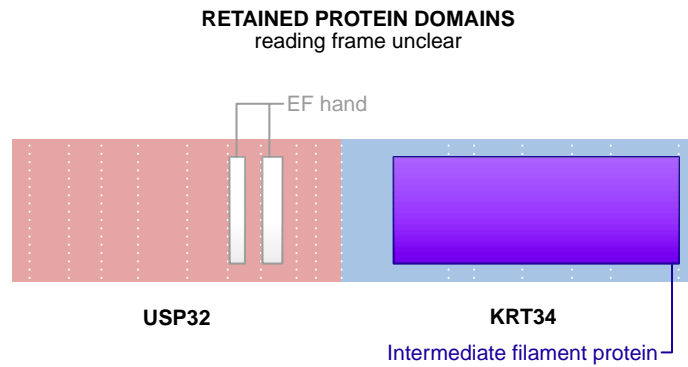 RETAINED PROTEIN DOMAINS
reading frame unclear
EF hand
USP32
KRT34
Intermediate filament protein